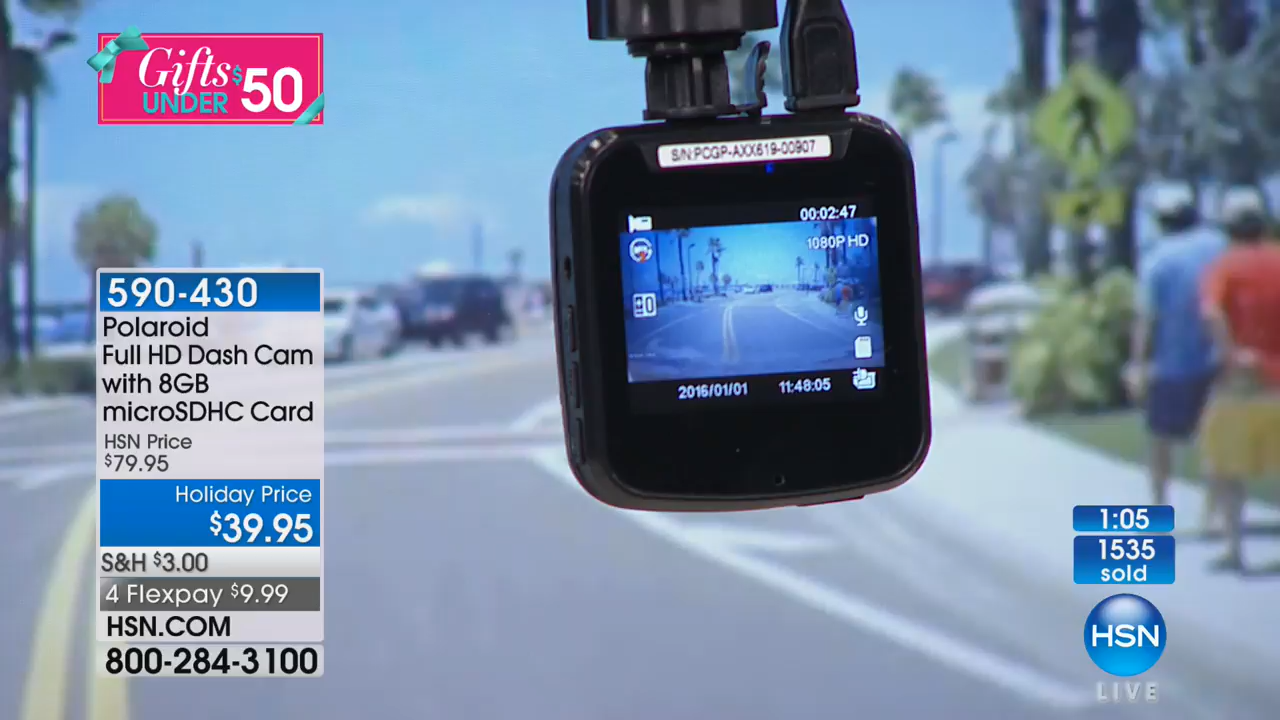 Gifts
UNDER $50
590-430
Polaroid
Full HD Dash Cam
with 8GB
microSDHC Card
HSN Price
$79.95
Holiday Price
$39.95
S&H $3.00
4 Flexpay $9.99
HSN.COM
800-284-3100
S/N:PCGP-AXX619-00907
00:02:47
1080P HD
2016/01/01 11:48:05
1:05
1535
sold
HSN
LIVE